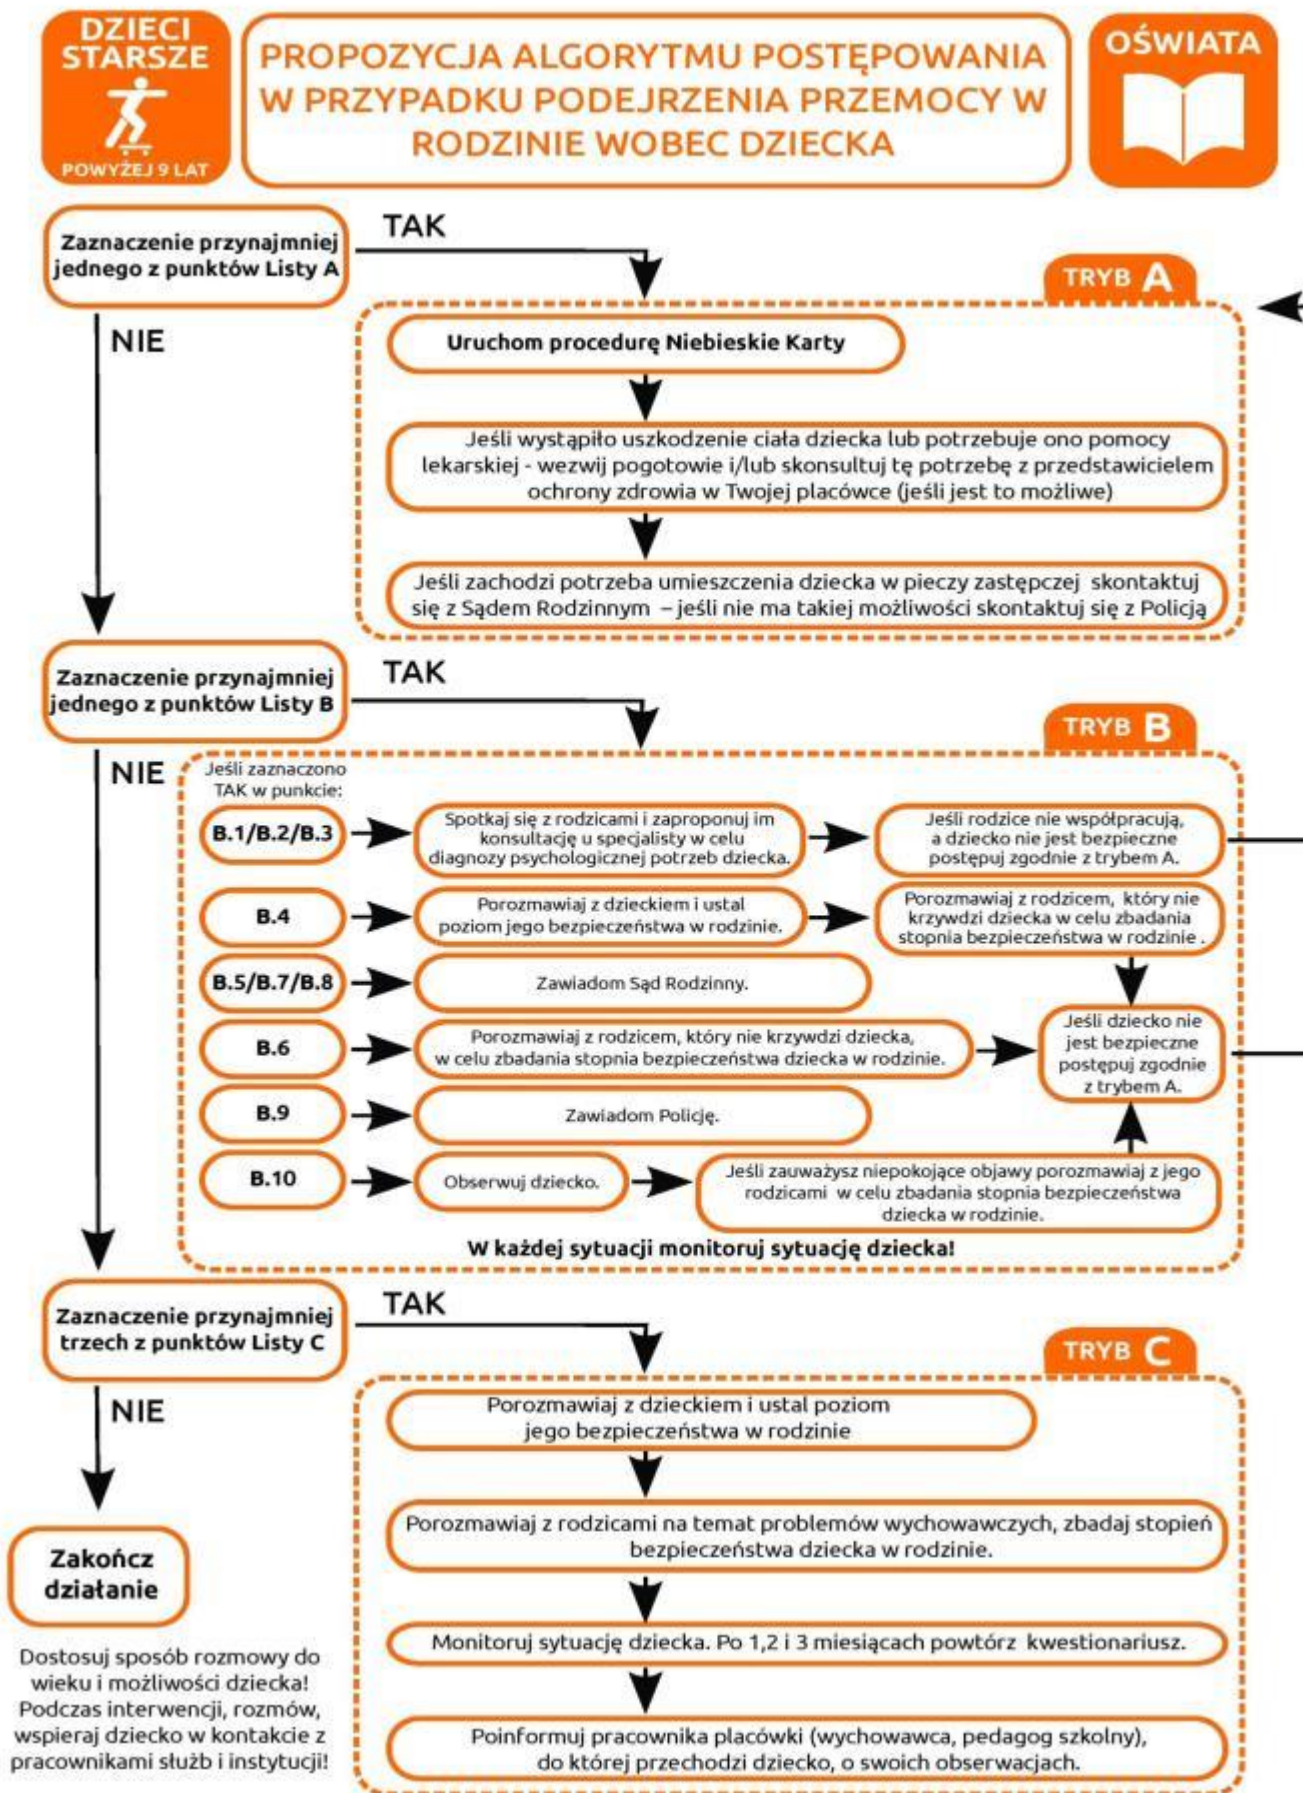 DZIECI
STARSZE
POWYŻEJ 9 LAT
PROPOZYCJA ALGORYTMU POSTĘPOWANIA
W PRZYPADKU PODEJRZENIA PRZEMOCY W
RODZINIE WOBEC DZIECKA
OŚWIATA
Zaznaczenie przynajmniej
jednego z punktów Listy A
TAK
NIE
TRYB A
Uruchom procedurę Niebieskie Karty
Jeśli wystąpiło uszkodzenie ciała dziecka lub potrzebuje ono pomocy
lekarskiej - wezwij pogotowie i/lub skonsultuj tę potrzebę z przedstawicielem
ochrony zdrowia w Twojej placówce (jeśli jest to możliwe)
Jeśli zachodzi potrzeba umieszczenia dziecka w pieczy zastępczej skontaktuj
się z Sądem Rodzinnym – jeśli nie ma takiej możliwości skontaktuj się z Policją
Zaznaczenie przynajmniej
jednego z punktów Listy B
TAK
NIE
TRYB B
Jeśli zaznaczono
TAK w punkcie:
B.1/B.2/B.3
Spotkaj się z rodzicami i zaproponuj im
konsultację u specjalisty w celu
diagnozy psychologicznej potrzeb dziecka.
Jeśli rodzice nie współpracują,
a dziecko nie jest bezpieczne
postępuj zgodnie z trybem A.
B.4
Porozmawiaj z dzieckiem i ustal
poziom jego bezpieczeństwa w rodzinie.
Porozmawiaj z rodzicem, który nie
krzywdzi dziecka w celu zbadania
stopnia bezpieczeństwa w rodzinie .
B.5/B.7/B.8
Zawiadom Sąd Rodzinny.
B.6
Porozmawiaj z rodzicem, który nie krzywdzi dziecka,
w celu zbadania stopnia bezpieczeństwa dziecka w rodzinie.
Jeśli dziecko nie
jest bezpieczne
postępuj zgodnie
z trybem A.
B.9
Zawiadom Policję.
B.10
Obserwuj dziecko.
Jeśli zauważysz niepokojące objawy porozmawiaj z jego
rodzicami w celu zbadania stopnia bezpieczeństwa
dziecka w rodzinie.
W każdej sytuacji monitoruj sytuację dziecka!
Zaznaczenie przynajmniej
trzech z punktów Listy C
TAK
NIE
TRYB C
Porozmawiaj z dzieckiem i ustal poziom
jego bezpieczeństwa w rodzinie
Porozmawiaj z rodzicami na temat problemów wychowawczych, zbadaj stopień
bezpieczeństwa dziecka w rodzinie.
Monitoruj sytuację dziecka. Po 1,2 i 3 miesiącach powtórz kwestionariusz.
Poinformuj pracownika placówki (wychowawca, pedagog szkolny),
do której przechodzi dziecko, o swoich obserwacjach.
Zakończ
działanie
Dostosuj sposób rozmowy do
wieku i możliwości dziecka!
Podczas interwencji, rozmów,
wspieraj dziecko w kontakcie z
pracownikami służb i instytucji!